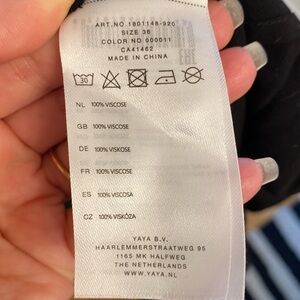 ART.NO.1801148-920
SIZE 36
COLOR NO 000011
CA41462
MADE IN CHINA
30
NL 100% VISCOSE
GB 100% VISCOSE
DE 100% VISKOSE
FR 100% VISCOSE
ES 100% VISCOSA
CZ 100% VISKÓZA
YAYA B.V.
HAARLEMMERSTRAATWEG 95
1165 MK HALFWEG
THE NETHERLANDS
WWW.YAYA.NL